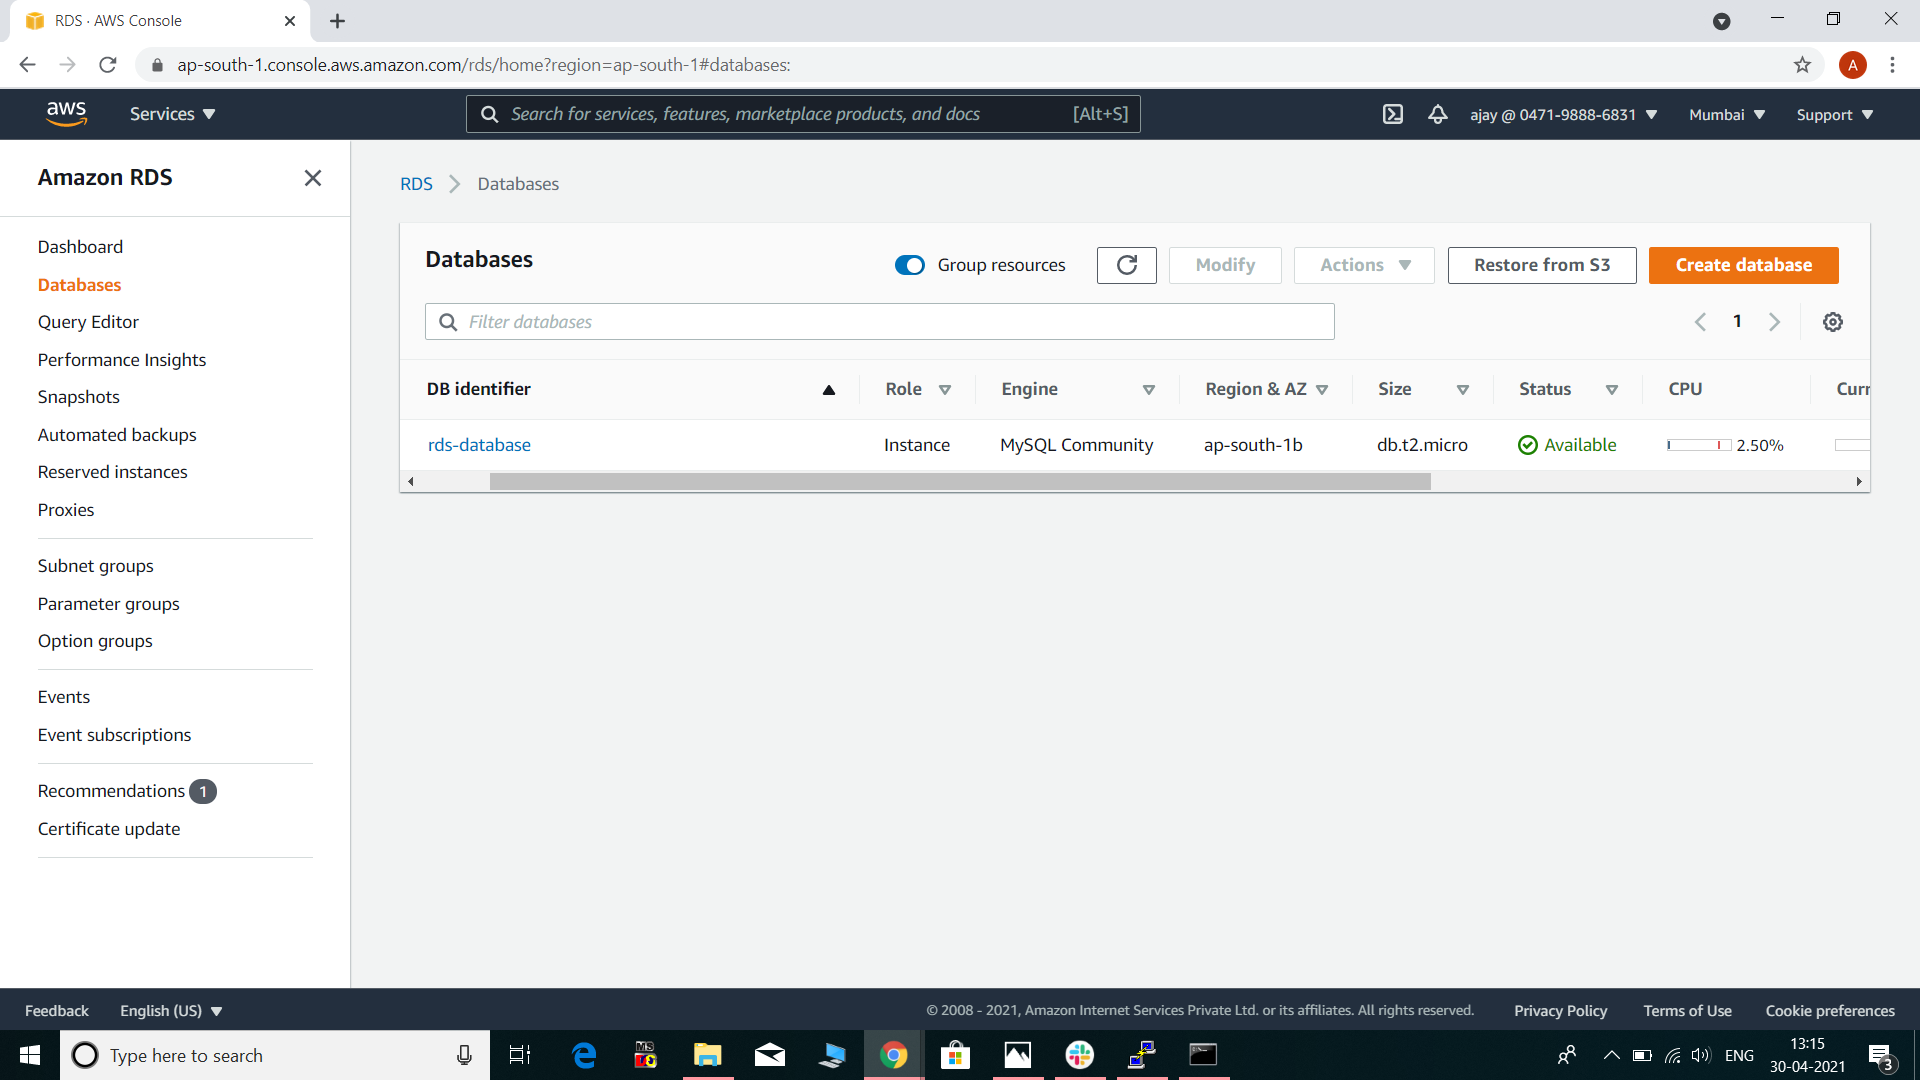 RDS · AWS Console
ap-south-1.console.aws.amazon.com/rds/home?region=ap-south-1#databases:
A
aws
Services
Search for services, features, marketplace products, and docs
[Alt+S]
ajay @ 0471-9888-6831
Mumbai
Support
Amazon RDS
Dashboard
Databases
Query Editor
Performance Insights
Snapshots
Automated backups
Reserved instances
Proxies
Subnet groups
Parameter groups
Option groups
Events
Event subscriptions
Recommendations 1
Certificate update
RDS
Databases
Databases
Group resources
Modify
Actions
Restore from S3
Create database
Filter databases
1
DB identifier
Role
Engine
Region & AZ
Size
Status
CPU
Curr
rds-database
Instance
MySQL Community
ap-south-1b
db.t2.micro
Available
2.50%
Feedback
English (US)
© 2008 - 2021, Amazon Internet Services Private Ltd. or its affiliates. All rights reserved.
Privacy Policy
Terms of Use
Cookie preferences
Type here to search
ENG
13:15
30-04-2021
3